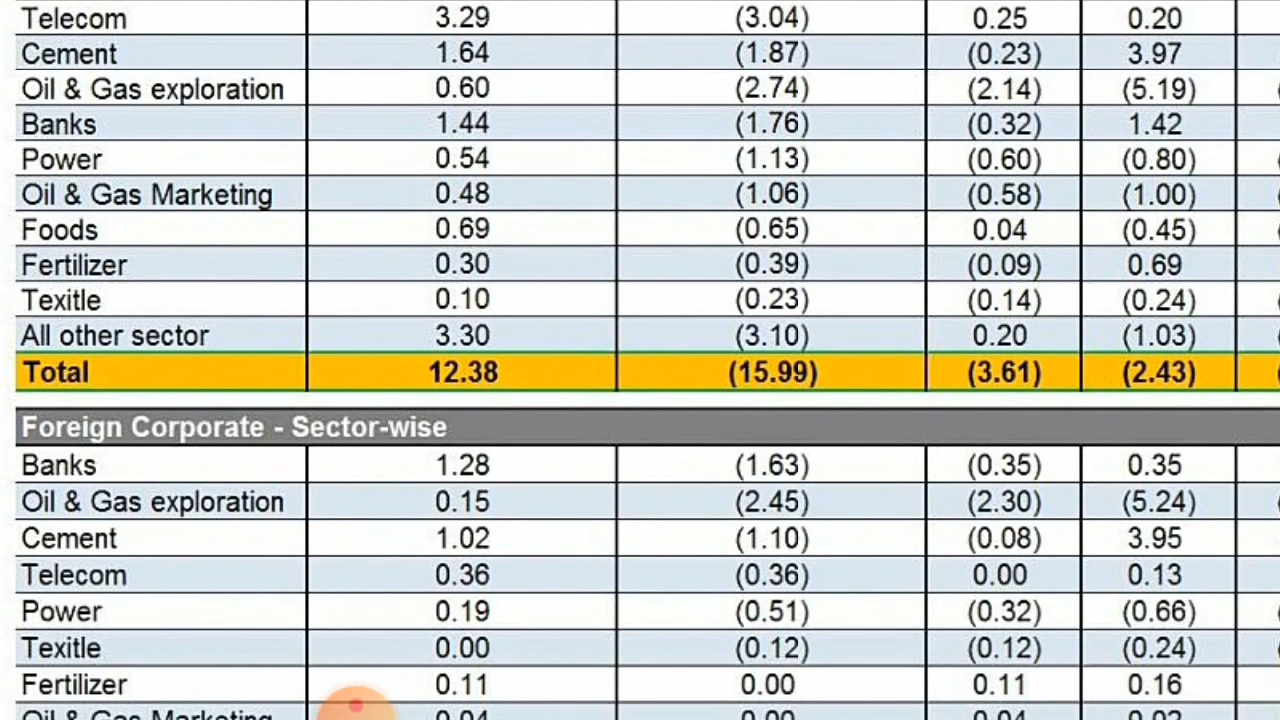 Telecom 3.29 (3.04) 0.25 0.20
Cement 1.64 (1.87) (0.23) 3.97
Oil & Gas exploration 0.60 (2.74) (2.14) (5.19)
Banks 1.44 (1.76) (0.32) 1.42
Power 0.54 (1.13) (0.60) (0.80)
Oil & Gas Marketing 0.48 (1.06) (0.58) (1.00)
Foods 0.69 (0.65) 0.04 (0.45)
Fertilizer 0.30 (0.39) (0.09) 0.69
Texitle 0.10 (0.23) (0.14) (0.24)
All other sector 3.30 (3.10) 0.20 (1.03)
Total 12.38 (15.99) (3.61) (2.43)
Foreign Corporate - Sector-wise
Banks 1.28 (1.63) (0.35) 0.35
Oil & Gas exploration 0.15 (2.45) (2.30) (5.24)
Cement 1.02 (1.10) (0.08) 3.95
Telecom 0.36 (0.36) 0.00 0.13
Power 0.19 (0.51) (0.32) (0.66)
Texitle 0.00 (0.12) (0.12) (0.24)
Fertilizer 0.11 0.00 0.11 0.16
Oil & Gas Marketing